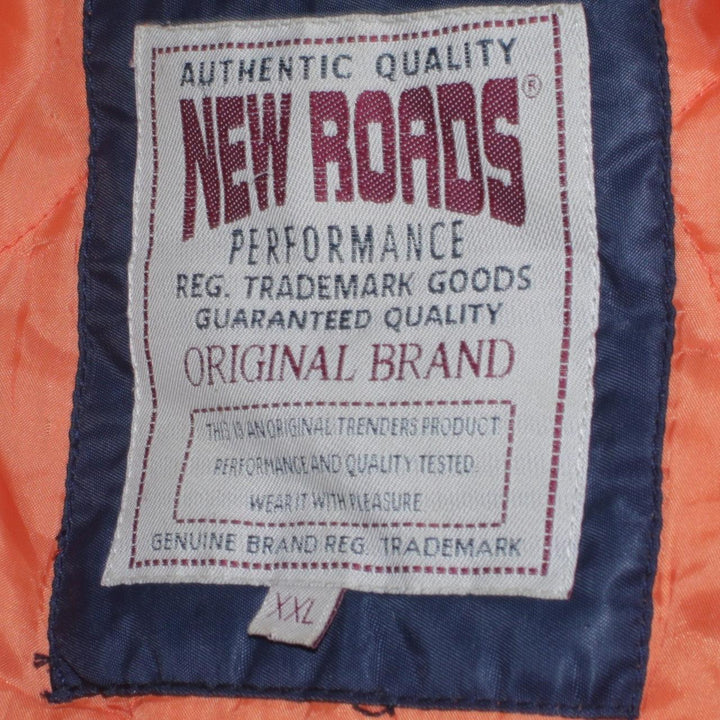 AUTHENTIC QUALITY
NEW ROADS®
PERFORMANCE
REG. TRADEMARK GOODS
GUARANTEED QUALITY
ORIGINAL BRAND
THIS IS AN ORIGINAL TRENDERS PRODUCT
PERFORMANCE AND QUALITY TESTED.
WEAR IT WITH PLEASURE
GENUINE BRAND REG. TRADEMARK
XXL